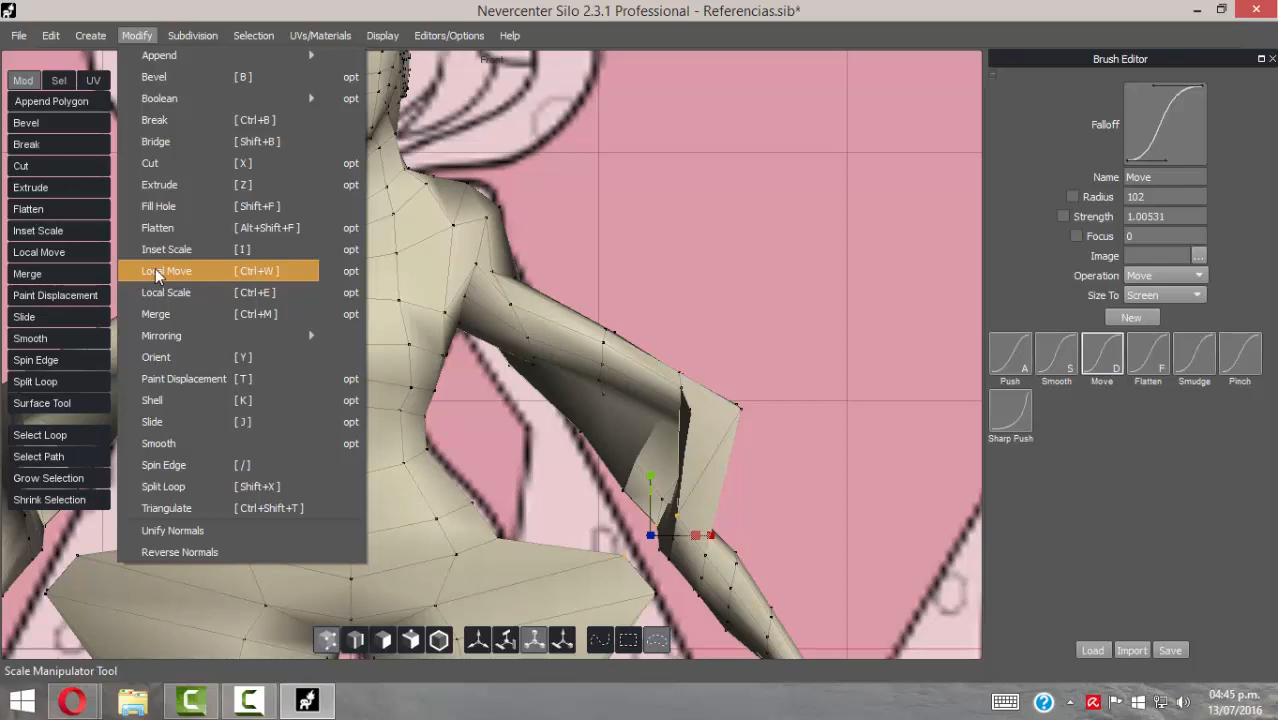 Nevercenter Silo 2.3.1 Professional - Referencias.sib*
File Edit Create Modify Subdivision Selection UVs/Materials Display Editors/Options Help
Mod Sel UV
Append Polygon
Bevel
Break
Cut
Extrude
Flatten
Inset Scale
Local Move
Merge
Paint Displacement
Slide
Smooth
Spin Edge
Split Loop
Surface Tool
Select Loop
Select Path
Grow Selection
Shrink Selection
Append
Bevel [ B ] opt
Boolean opt
Break [ Ctrl+B ]
Bridge [ Shift+B ]
Cut [ X ] opt
Extrude [ Z ] opt
Fill Hole [ Shift+F ]
Flatten [ Alt+Shift+F ] opt
Inset Scale [ I ] opt
Local Move [ Ctrl+W ] opt
Local Scale [ Ctrl+E ] opt
Merge [ Ctrl+M ] opt
Mirroring
Orient [ Y ]
Paint Displacement [ T ] opt
Shell [ K ] opt
Slide [ J ] opt
Smooth opt
Spin Edge [ / ]
Split Loop [ Shift+X ]
Triangulate [ Ctrl+Shift+T ]
Unify Normals
Reverse Normals
Front
Brush Editor
Falloff
Name Move
Radius 102
Strength 1.00531
Focus 0
Image ...
Operation Move
Size To Screen
New
A S D F
Push Smooth Move Flatten Smudge Pinch
Sharp Push
Load Import Save
Scale Manipulator Tool
04:45 p.m.
13/07/2016